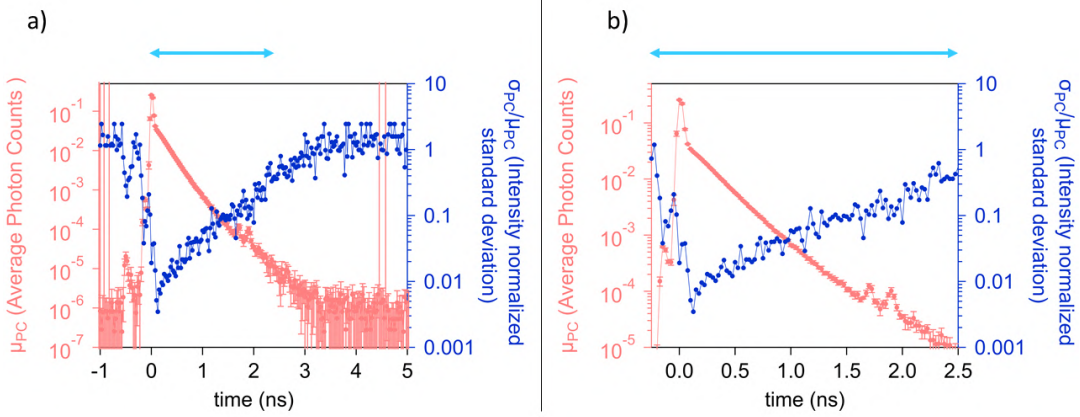 a)
μPC (Average Photon Counts )
10-1
10-2
10-3
10-4
10-5
10-6
10-7
-1 0 1 2 3 4 5
time (ns)
10
1
0.1
0.01
0.001
σPC/μPC (Intensity normalized
standard deviation)
b)
μPC (Average Photon Counts )
10-1
10-2
10-3
10-4
10-5
0.0 0.5 1.0 1.5 2.0 2.5
time (ns)
10
1
0.1
0.01
0.001
σPC/μPC (Intensity normalized
standard deviation)